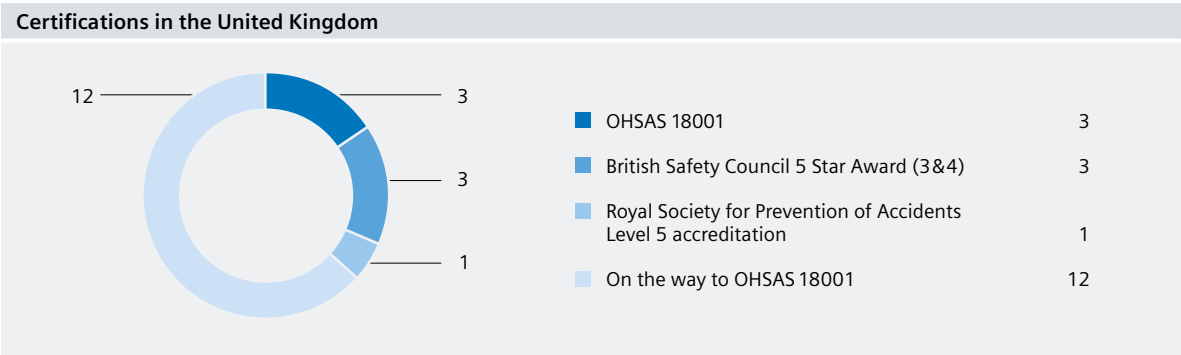 Certifications in the United Kingdom
12
3
3
1
OHSAS 18001 3
British Safety Council 5 Star Award (3&4) 3
Royal Society for Prevention of Accidents
Level 5 accreditation 1
On the way to OHSAS 18001 12